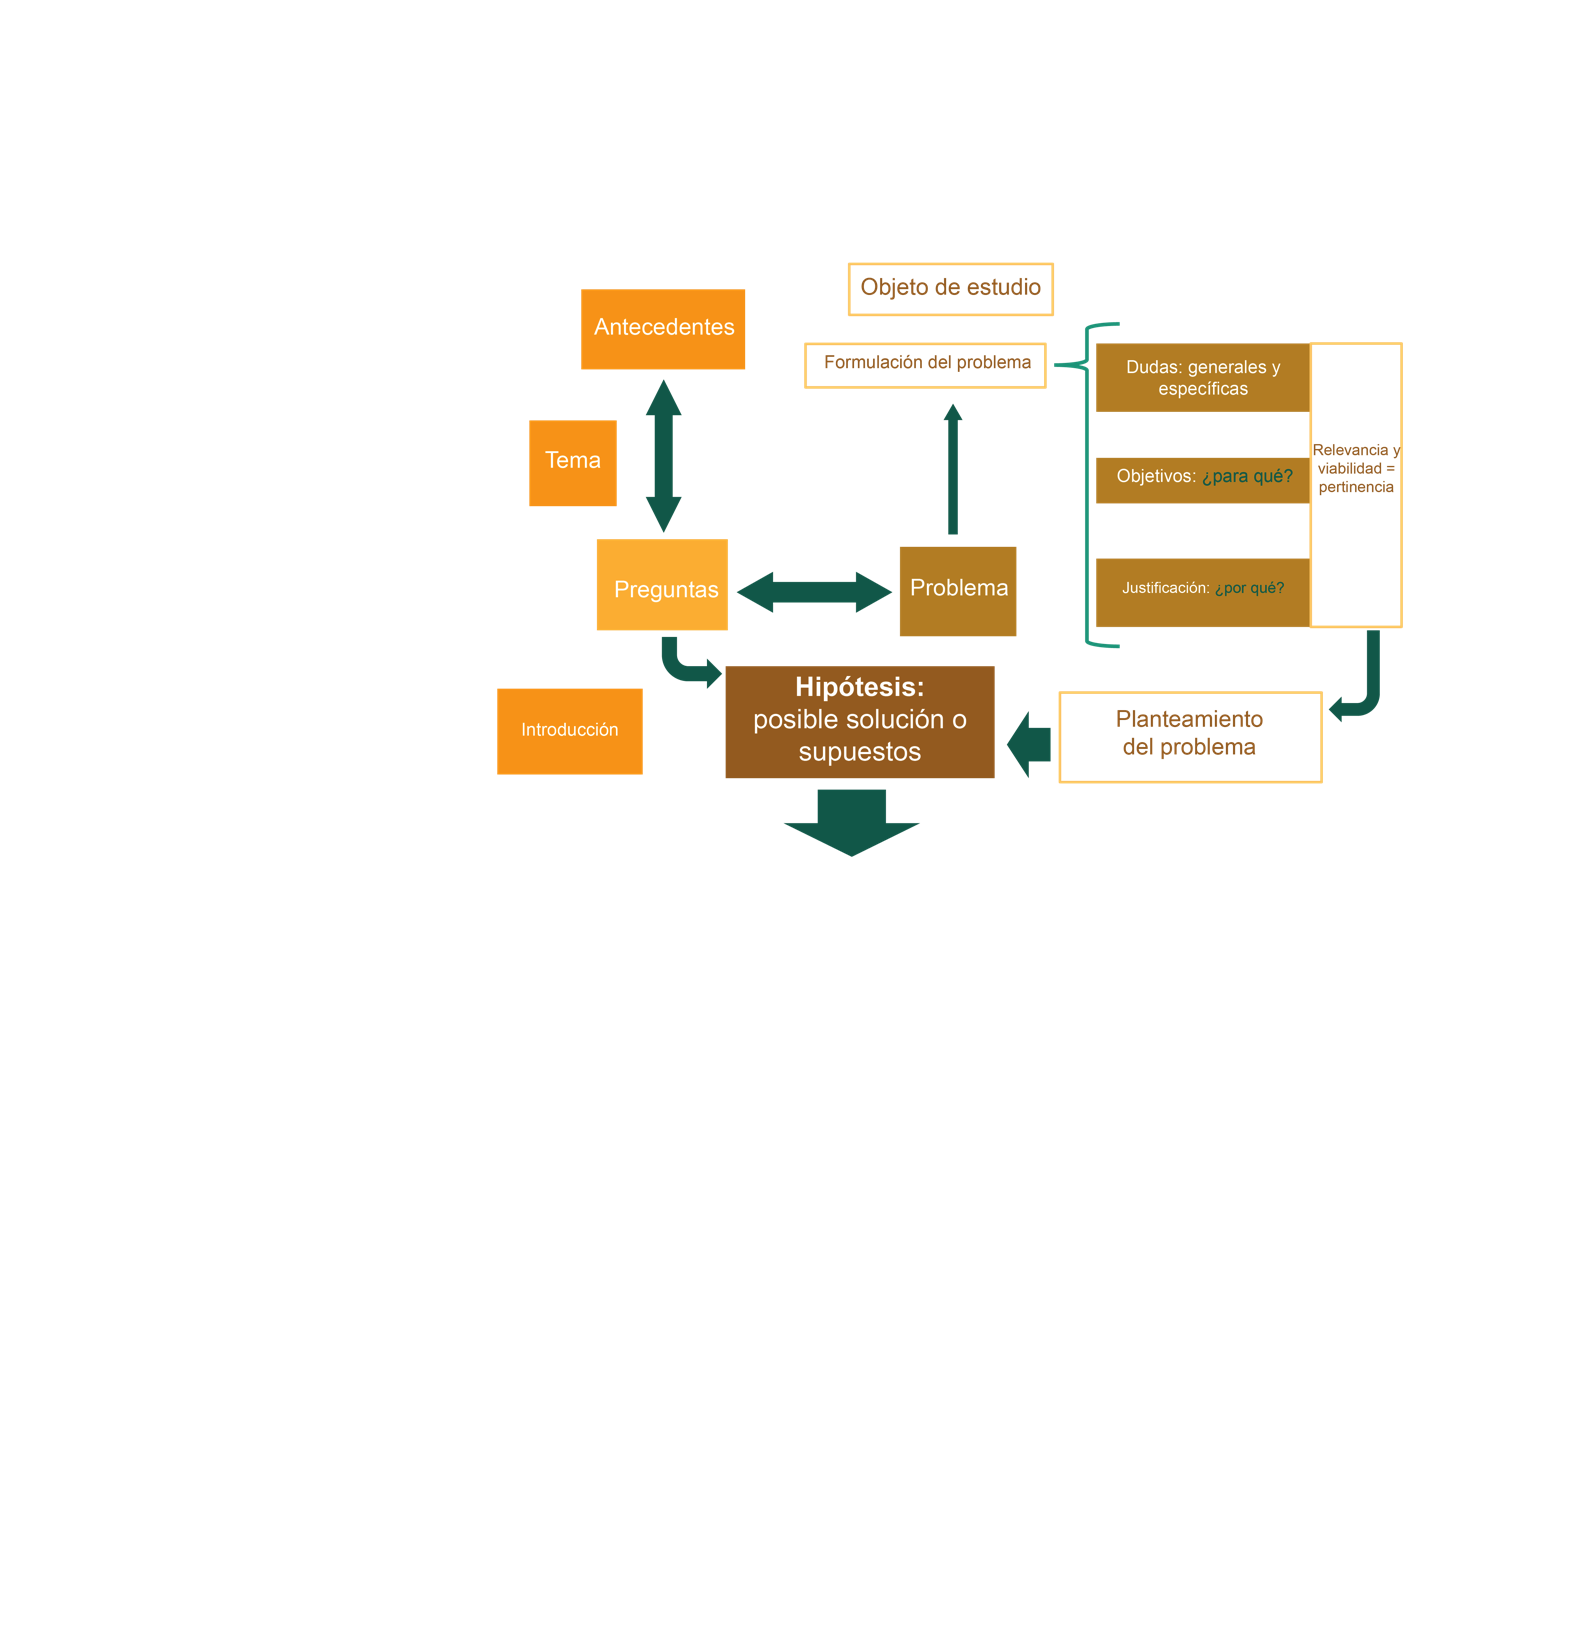 Objeto de estudio
Antecedentes
Formulación del problema
Dudas: generales y
específicas
Relevancia y
viabilidad =
pertinencia
Tema
Objetivos: ¿para qué?
Preguntas
Problema
Justificación: ¿por qué?
Hipótesis:
posible solución o
supuestos
Introducción
Planteamiento
del problema